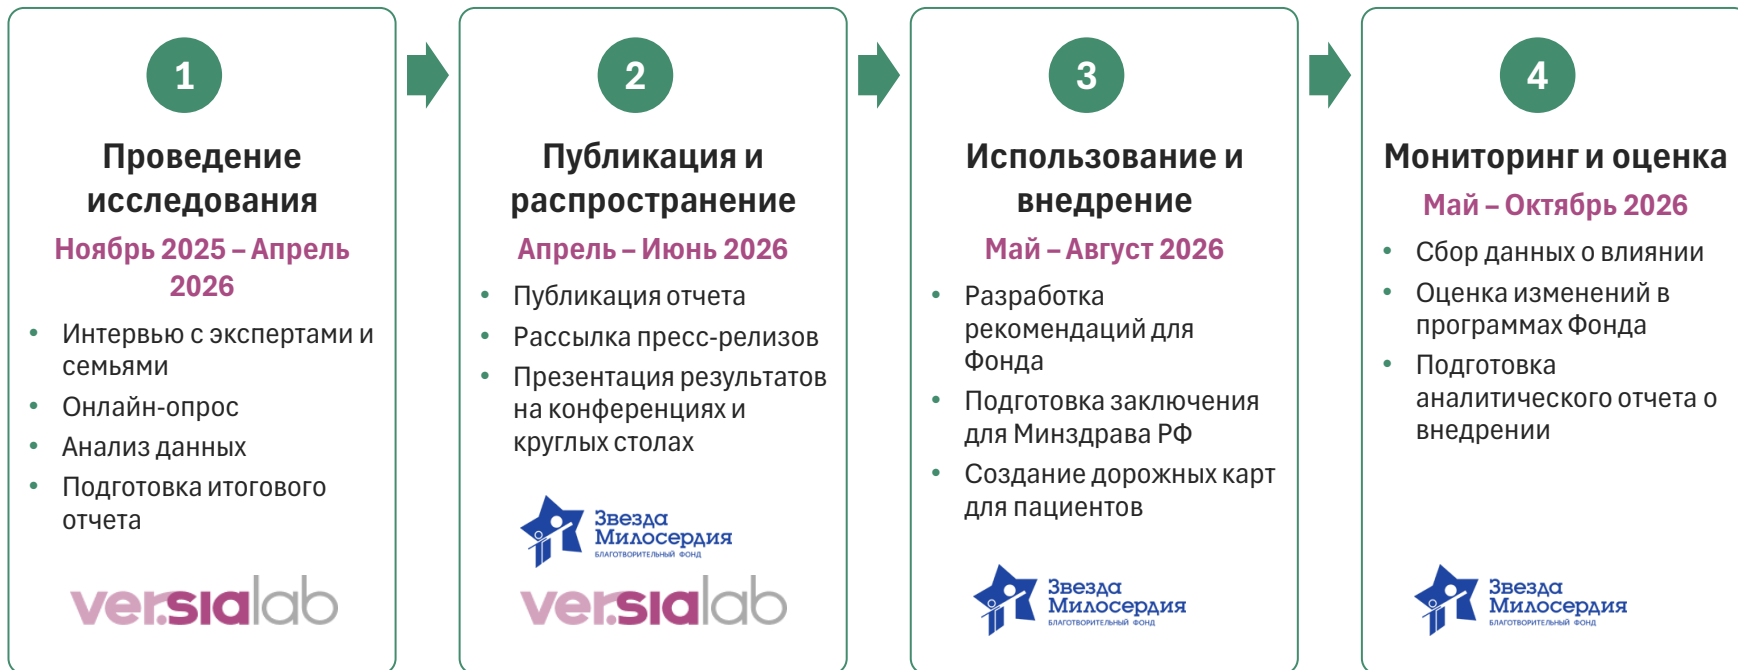 1
Проведение
исследования
Ноябрь 2025 – Апрель
2026
• Интервью с экспертами и
семьями
• Онлайн-опрос
• Анализ данных
• Подготовка итогового
отчета
ver.sialab
2
Публикация и
распространение
Апрель – Июнь 2026
• Публикация отчета
• Рассылка пресс-релизов
• Презентация результатов
на конференциях и
круглых столах
Звезда
Милосердия
БЛАГОТВОРИТЕЛЬНЫЙ ФОНД
ver.sialab
3
Использование и
внедрение
Май – Август 2026
• Разработка
рекомендаций для
Фонда
• Подготовка заключения
для Минздрава РФ
• Создание дорожных карт
для пациентов
Звезда
Милосердия
БЛАГОТВОРИТЕЛЬНЫЙ ФОНД
4
Мониторинг и оценка
Май – Октябрь 2026
• Сбор данных о влиянии
• Оценка изменений в
программах Фонда
• Подготовка
аналитического отчета о
внедрении
Звезда
Милосердия
БЛАГОТВОРИТЕЛЬНЫЙ ФОНД